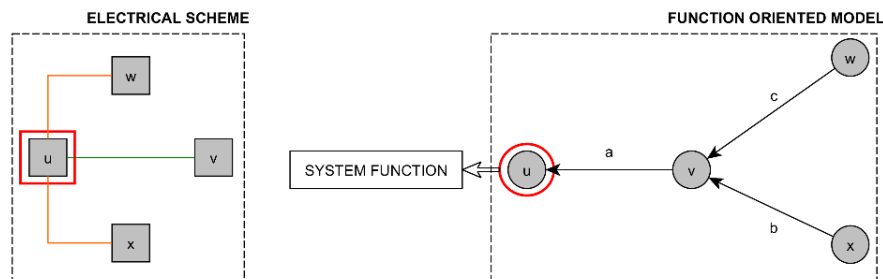 ELECTRICAL SCHEME
FUNCTION ORIENTED MODEL
w
u
v
x
SYSTEM FUNCTION
u
a
v
c
w
b
x